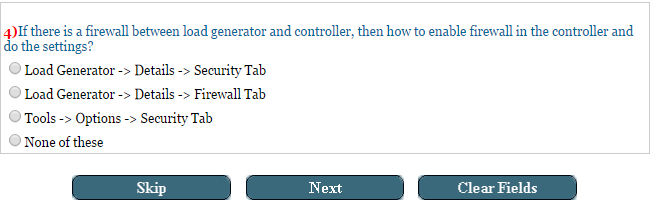 4)If there is a firewall between load generator and controller, then how to enable firewall in the controller and
do the settings?
Load Generator -> Details -> Security Tab
Load Generator -> Details -> Firewall Tab
Tools -> Options -> Security Tab
None of these
Skip Next Clear Fields